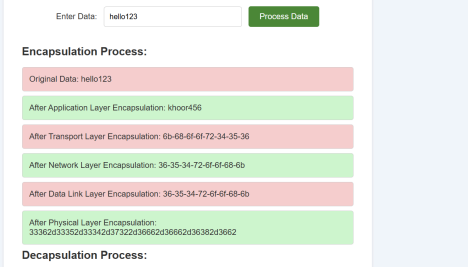 Enter Data: hello123 Process Data
Encapsulation Process:
Original Data: hello123
After Application Layer Encapsulation: khoor456
After Transport Layer Encapsulation: 6b-68-6f-6f-72-34-35-36
After Network Layer Encapsulation: 36-35-34-72-6f-6f-68-6b
After Data Link Layer Encapsulation: 36-35-34-72-6f-6f-68-6b
After Physical Layer Encapsulation:
33362d33352d33342d37322d36662d36662d36382d3662
Decapsulation Process: